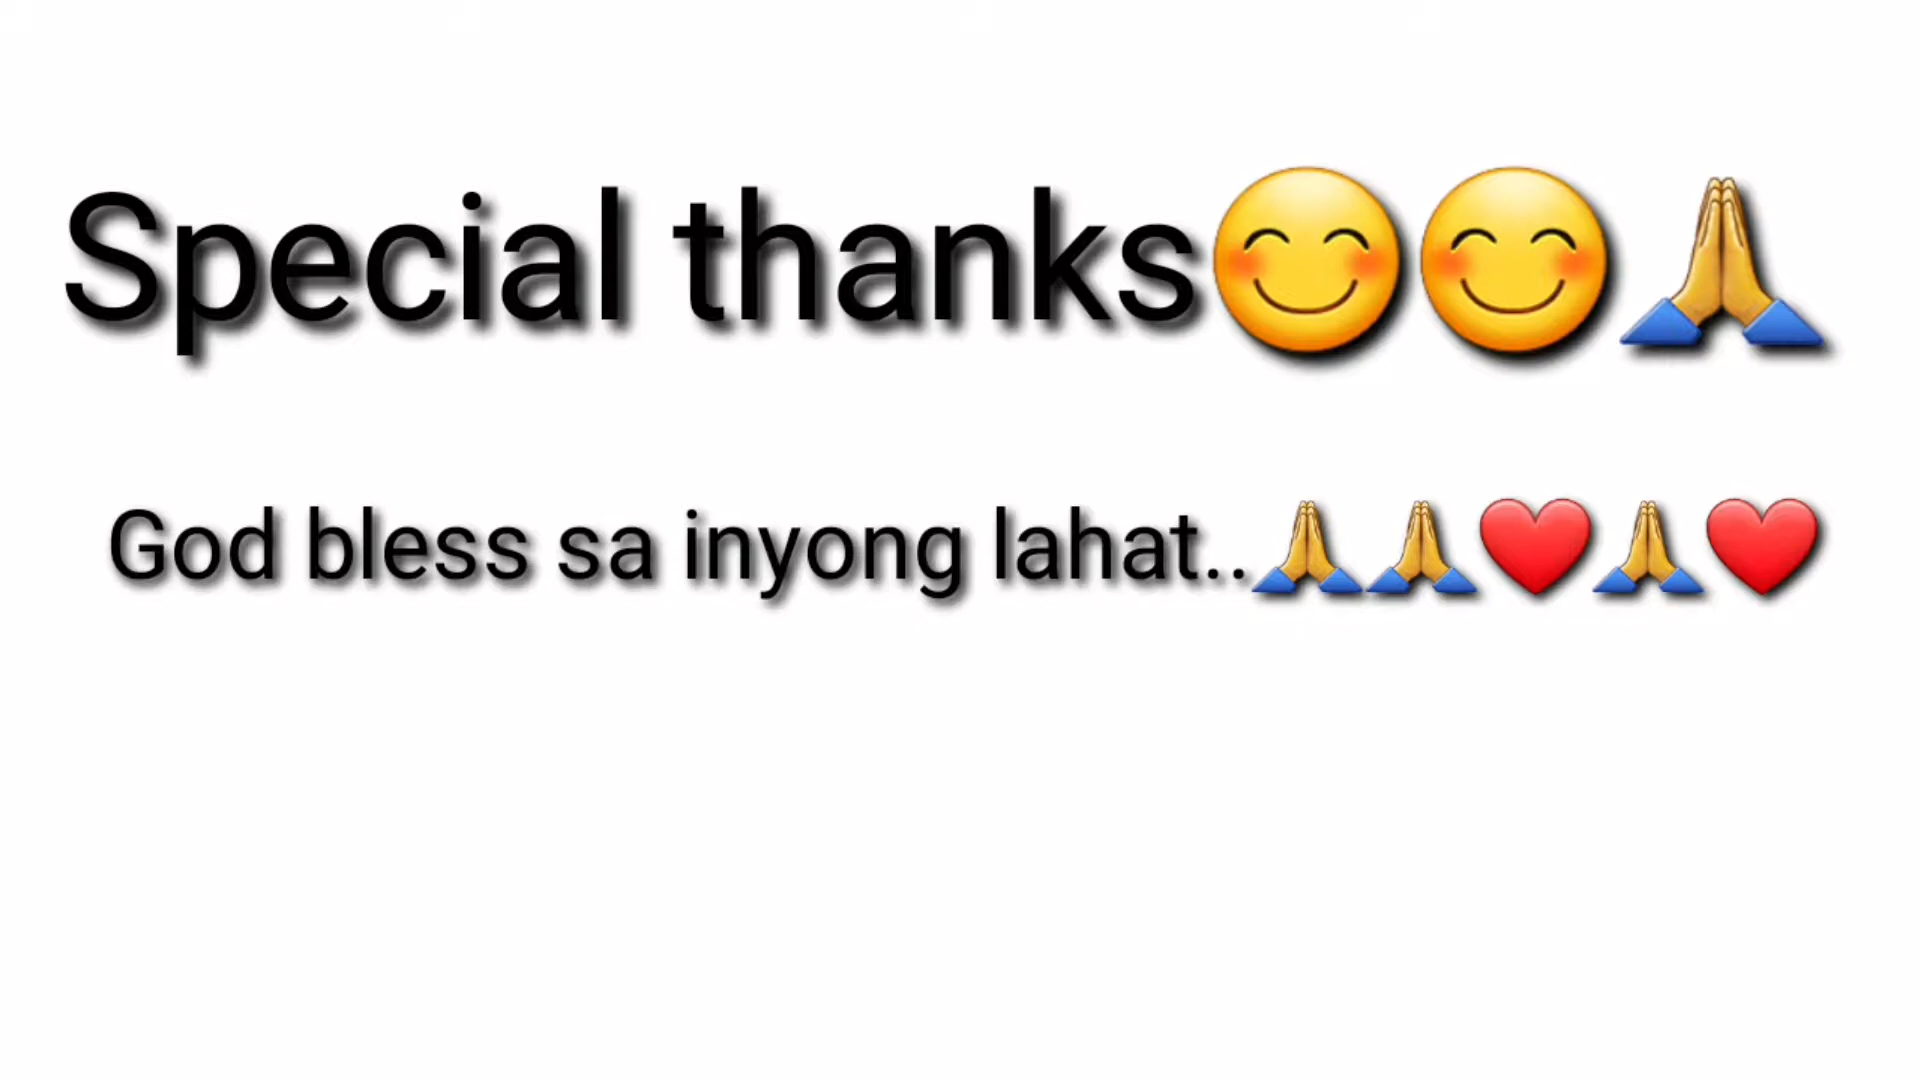 Special thanks😊😊🙏
God bless sa inyong lahat..🙏🙏❤️🙏❤️